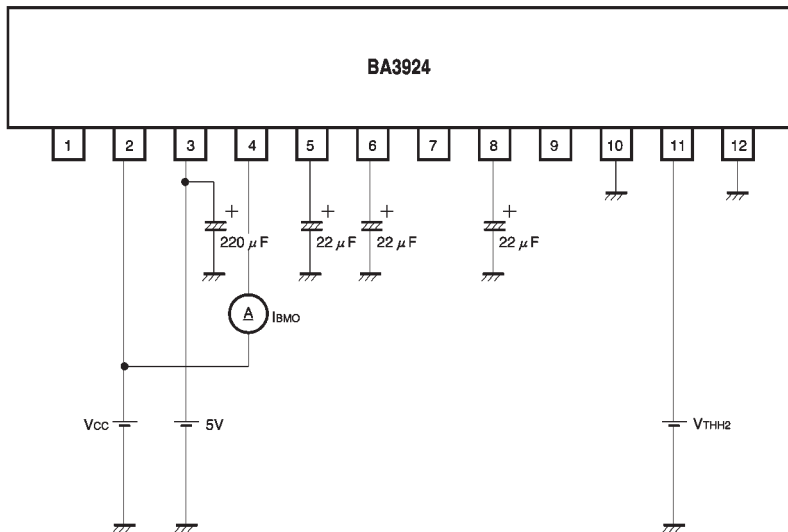 BA3924
1 2 3 4 5 6 7 8 9 10 11 12
+ + + +
220 μF 22 μF 22 μF 22 μF
A IBMO
VCC 5V VTHH2